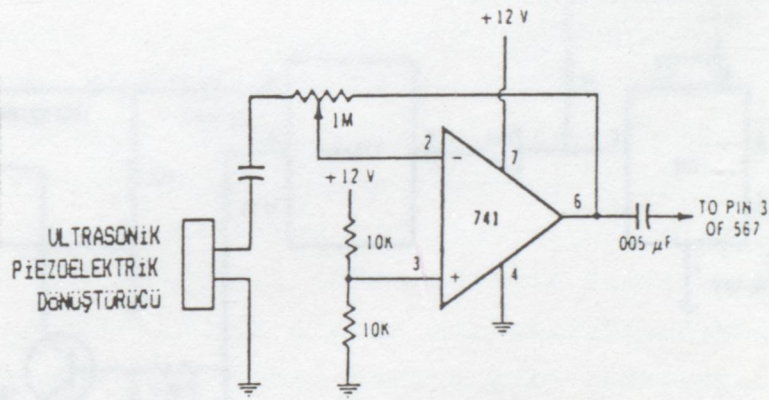 +12 V
1M
2
7
+12 V
6
741
TO PIN 3
OF 567
10K
.005 µF
ULTRASONİK
PİEZOELEKTRİK
DÖNÜŞTÜRÜCÜ
3
4
10K